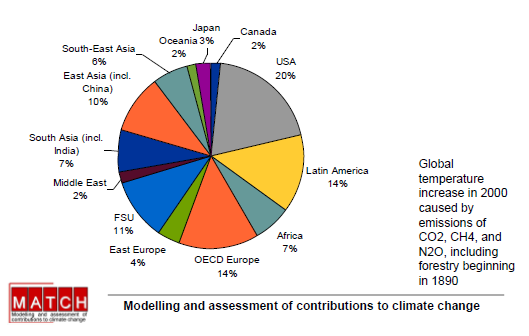 Japan
3%
Canada
2%
USA
20%
Latin America
14%
Africa
7%
OECD Europe
14%
East Europe
4%
FSU
11%
Middle East
2%
South Asia (incl.
India)
7%
East Asia (incl.
China)
10%
South-East Asia
6%
Oceania
2%
Global
temperature
increase in 2000
caused by
emissions of
CO2, CH4, and
N2O, including
forestry beginning
in 1890
MATCH
Modelling and assessment of
contributions to climate change
Modelling and assessment of contributions to climate change